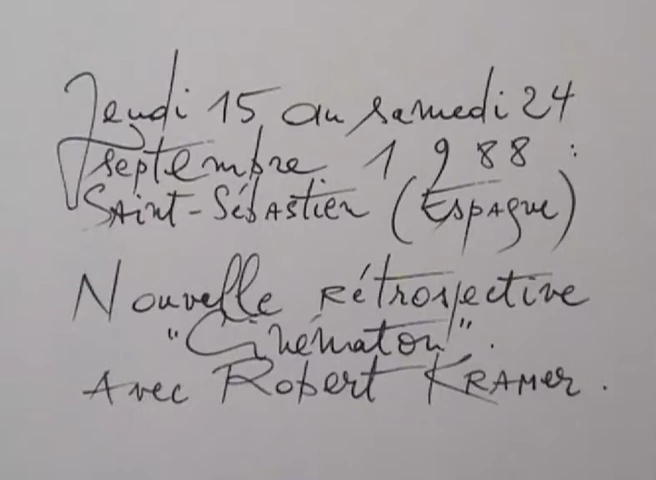 Jeudi 15 au samedi 24
septembre 1988 :
Saint-Sébastien (Espagne)
Nouvelle rétrospective
"Cinématon".
Avec Robert Kramer.